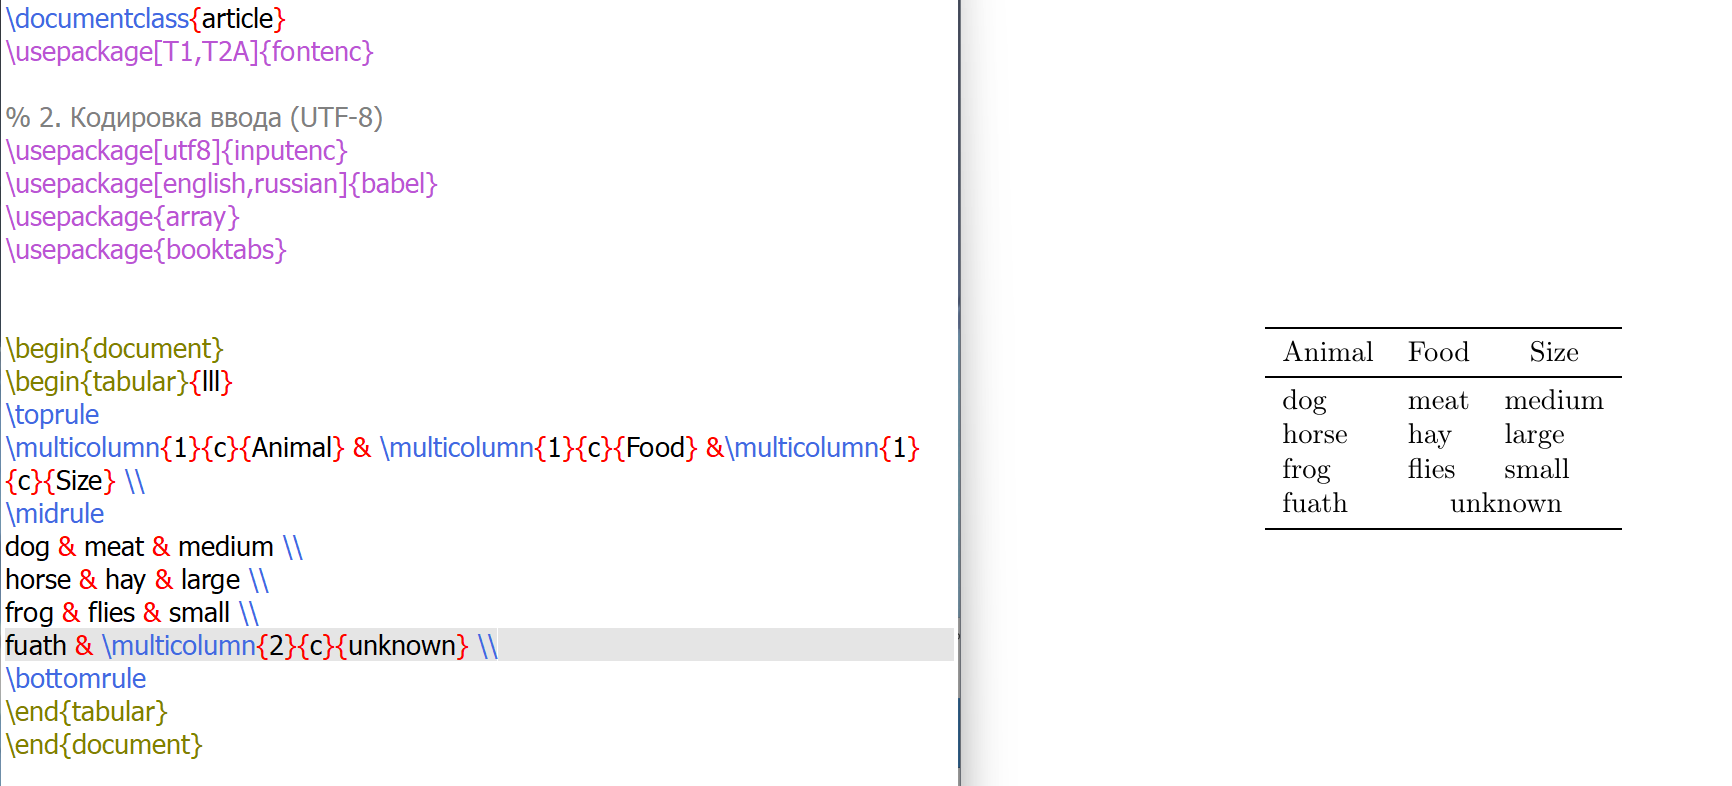 \documentclass{article}
\usepackage[T1,T2A]{fontenc}
% 2. Кодировка ввода (UTF-8)
\usepackage[utf8]{inputenc}
\usepackage[english,russian]{babel}
\usepackage{array}
\usepackage{booktabs}
\begin{document}
\begin{tabular}{lll}
\toprule
\multicolumn{1}{c}{Animal} & \multicolumn{1}{c}{Food} &\multicolumn{1}
{c}{Size} \\
\midrule
dog & meat & medium \\
horse & hay & large \\
frog & flies & small \\
fuath & \multicolumn{2}{c}{unknown} \\
\bottomrule
\end{tabular}
\end{document}
Animal Food Size
dog meat medium
horse hay large
frog flies small
fuath unknown